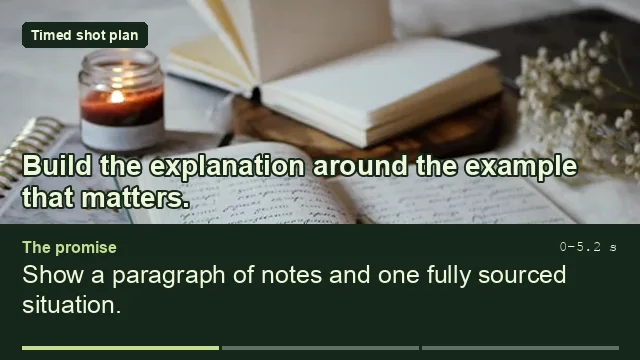 Timed shot plan
Build the explanation around the example
that matters.
The promise
0–5.2 s
Show a paragraph of notes and one fully sourced
situation.